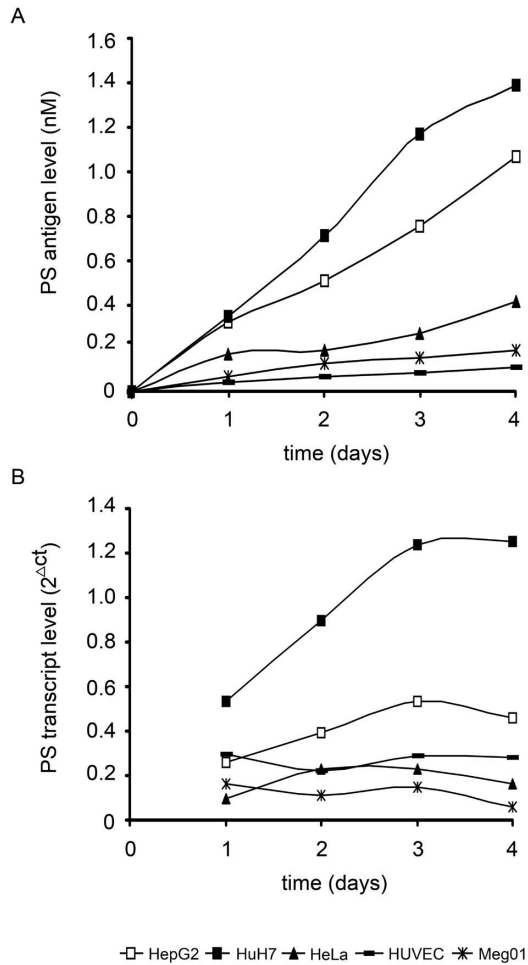 A
PS antigen level (nM)
1.6
1.4
1.2
1.0
0.8
0.6
0.4
0.2
0
0 1 2 3 4
time (days)
B
PS transcript level (2^△ct)
1.4
1.2
1.0
0.8
0.6
0.4
0.2
0
0 1 2 3 4
time (days)
HepG2 HuH7 HeLa HUVEC Meg01